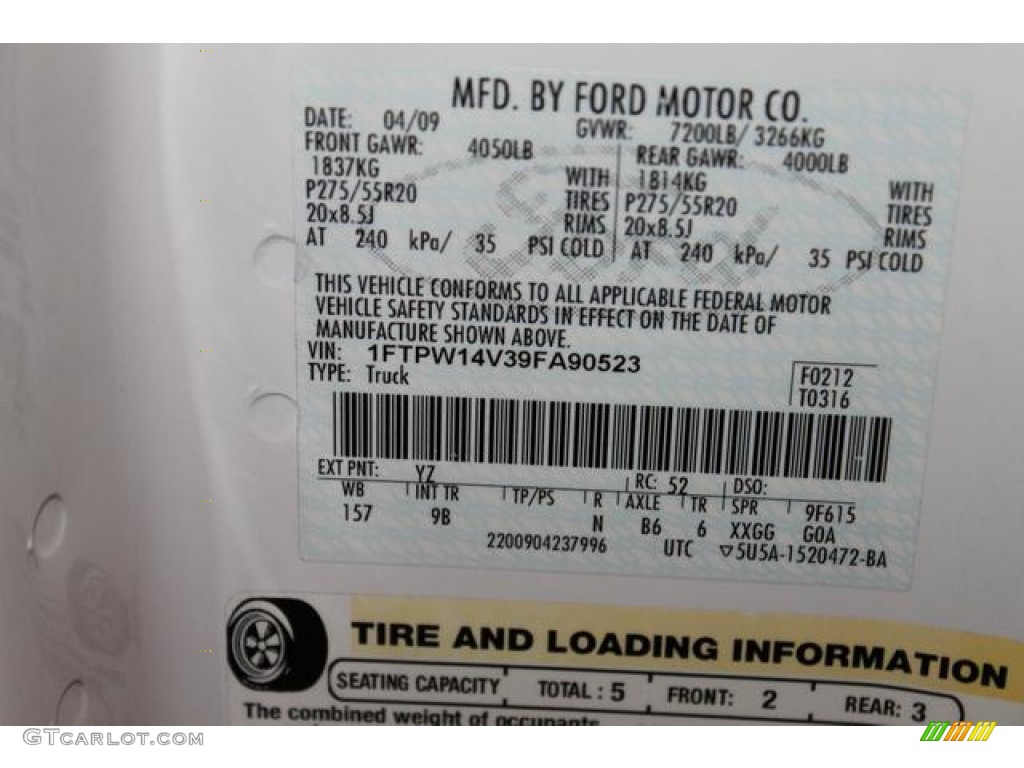 MFD. BY FORD MOTOR CO.
DATE: 04/09 GVWR: 7200LB/ 3266KG
FRONT GAWR: 4050LB REAR GAWR: 4000LB
1837KG WITH 1814KG WITH
P275/55R20 TIRES P275/55R20 TIRES
20x8.5J RIMS 20x8.5J RIMS
AT 240 kPa/ 35 PSI COLD AT 240 kPa/ 35 PSI COLD
Ford
THIS VEHICLE CONFORMS TO ALL APPLICABLE FEDERAL MOTOR
VEHICLE SAFETY STANDARDS IN EFFECT ON THE DATE OF
MANUFACTURE SHOWN ABOVE.
VIN: 1FTPW14V39FA90523
TYPE: Truck
F0212
T0316
EXT PNT: YZ RC: 52 DSO:
WB INT TR TP/PS R AXLE TR SPR 9F615
157 9B N B6 6 XXGG GOA
2200904237996 UTC ▽5U5A-1520472-BA
TIRE AND LOADING INFORMATION
SEATING CAPACITY TOTAL : 5 FRONT: 2 REAR: 3
The combined weight of occupants
GTcarlot.com